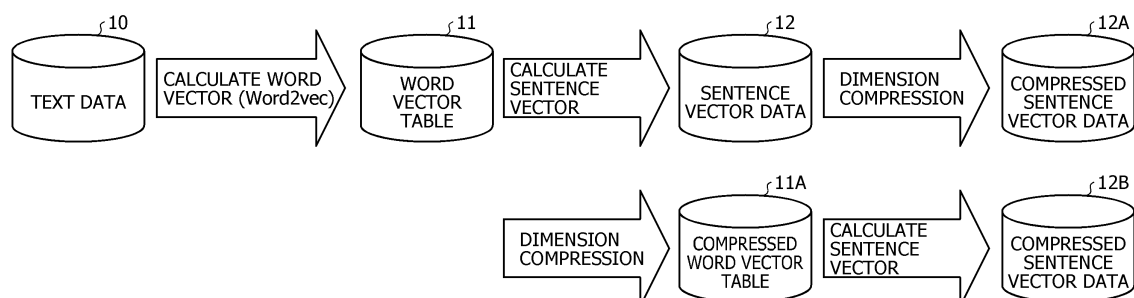 10
TEXT DATA
CALCULATE WORD
VECTOR (Word2vec)
11
WORD
VECTOR
TABLE
CALCULATE
SENTENCE
VECTOR
12
SENTENCE
VECTOR DATA
DIMENSION
COMPRESSION
12A
COMPRESSED
SENTENCE
VECTOR DATA
DIMENSION
COMPRESSION
11A
COMPRESSED
WORD VECTOR
TABLE
CALCULATE
SENTENCE
VECTOR
12B
COMPRESSED
SENTENCE
VECTOR DATA